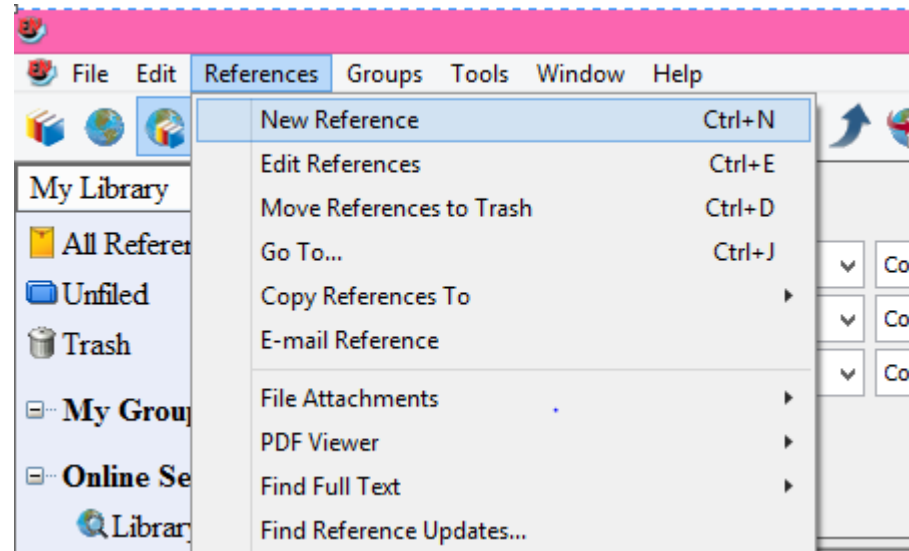 File Edit References Groups Tools Window Help
New Reference Ctrl+N
Edit References Ctrl+E
Move References to Trash Ctrl+D
Go To... Ctrl+J
Copy References To
E-mail Reference
File Attachments
PDF Viewer
Find Full Text
Find Reference Updates...
My Library
All Referen
Unfiled
Trash
My Group
Online Se
Library
Co
Co
Co